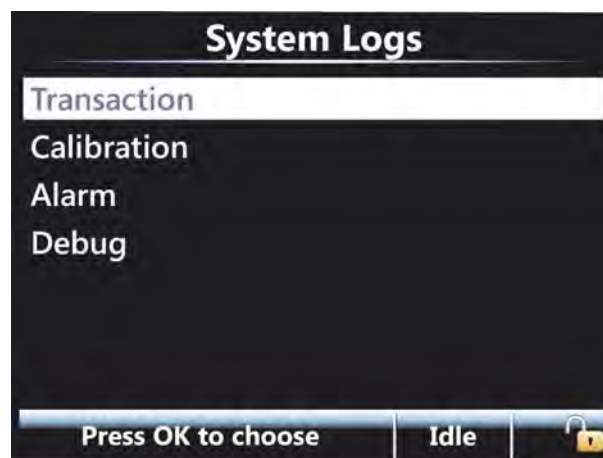 System Logs
Transaction
Calibration
Alarm
Debug
Press OK to choose
Idle